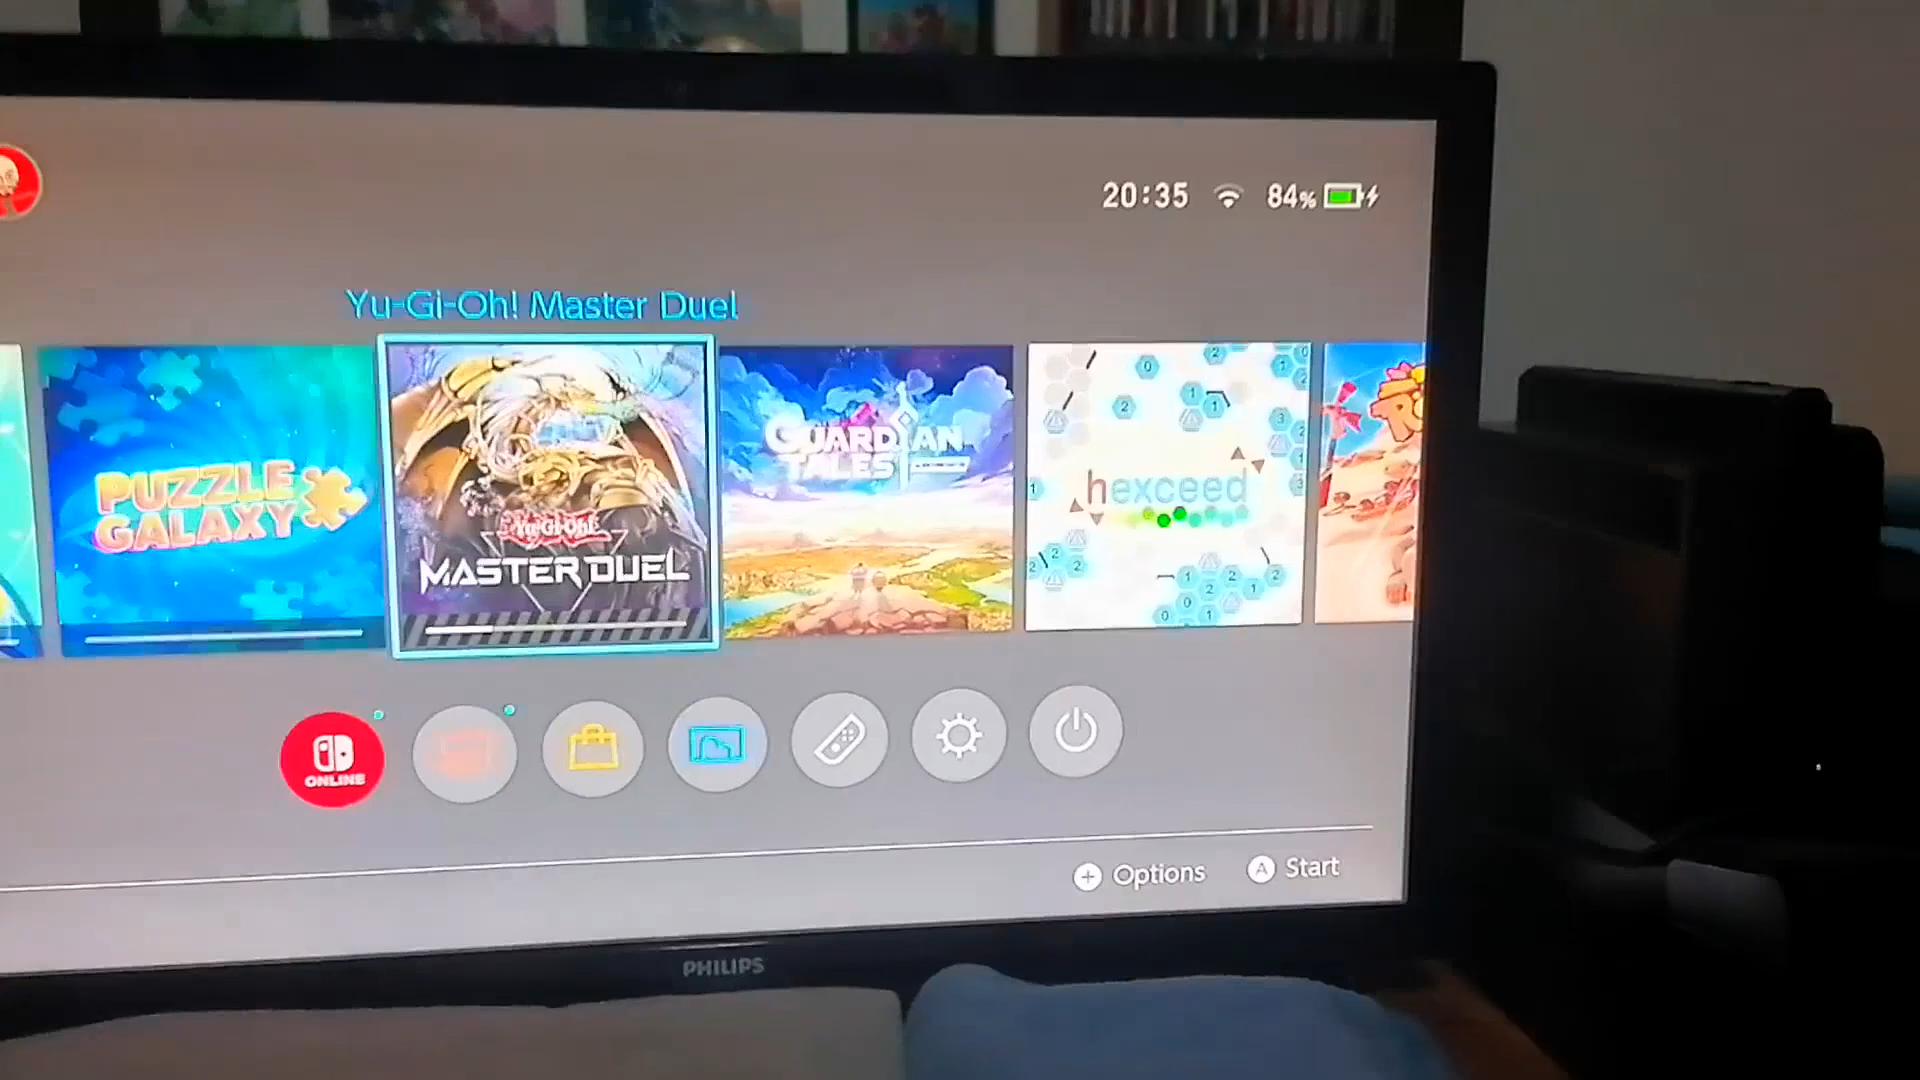 20:35 84%
Yu-Gi-Oh! Master Duel
PUZZLE
GALAXY
Yu-Gi-Oh!
MASTER DUEL
GUARDIAN
TALES
hexceed
ONLINE
+ Options A Start
PHILIPS